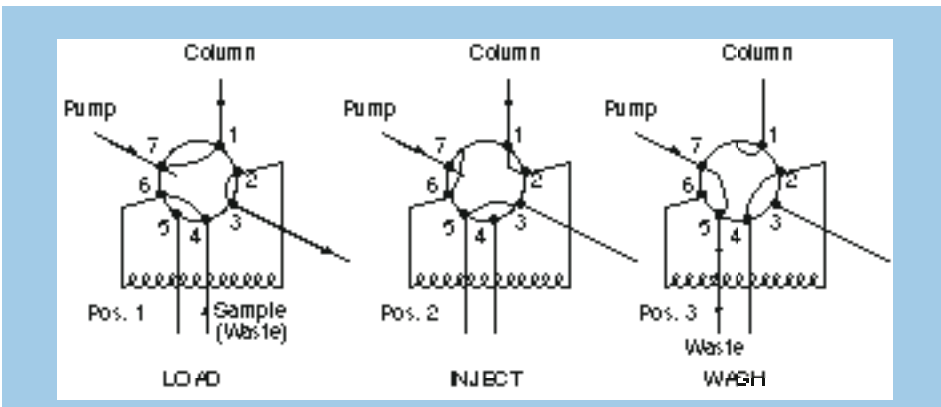 Column Column Column
Pump Pump Pump
7 1 7 1 7 1
6 2 6 2 6 2
5 4 3 5 4 3 5 4 3
Pos. 1 Sample Pos. 2 Pos. 3
(Waste) Waste
LOAD INJECT WAGH